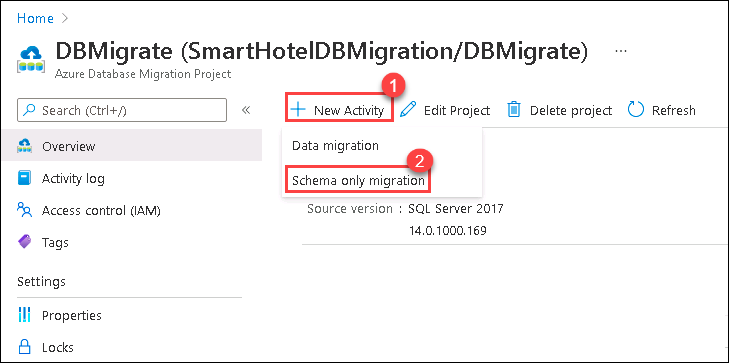 Home
DBMigrate (SmartHotelDBMigration/DBMigrate) ...
Azure Database Migration Project
1
Search (Ctrl+/) «
New Activity Edit Project Delete project Refresh
Overview
Data migration
2
Activity log
Schema only migration
Access control (IAM)
Source version : SQL Server 2017
14.0.1000.169
Tags
Settings
Properties
Locks